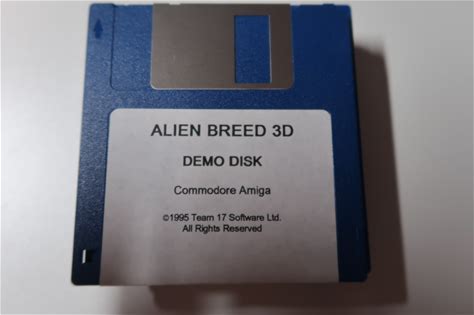 ALIEN BREED 3D
DEMO DISK
Commodore Amiga
©1995 Team 17 Software Ltd.
All Rights Reserved